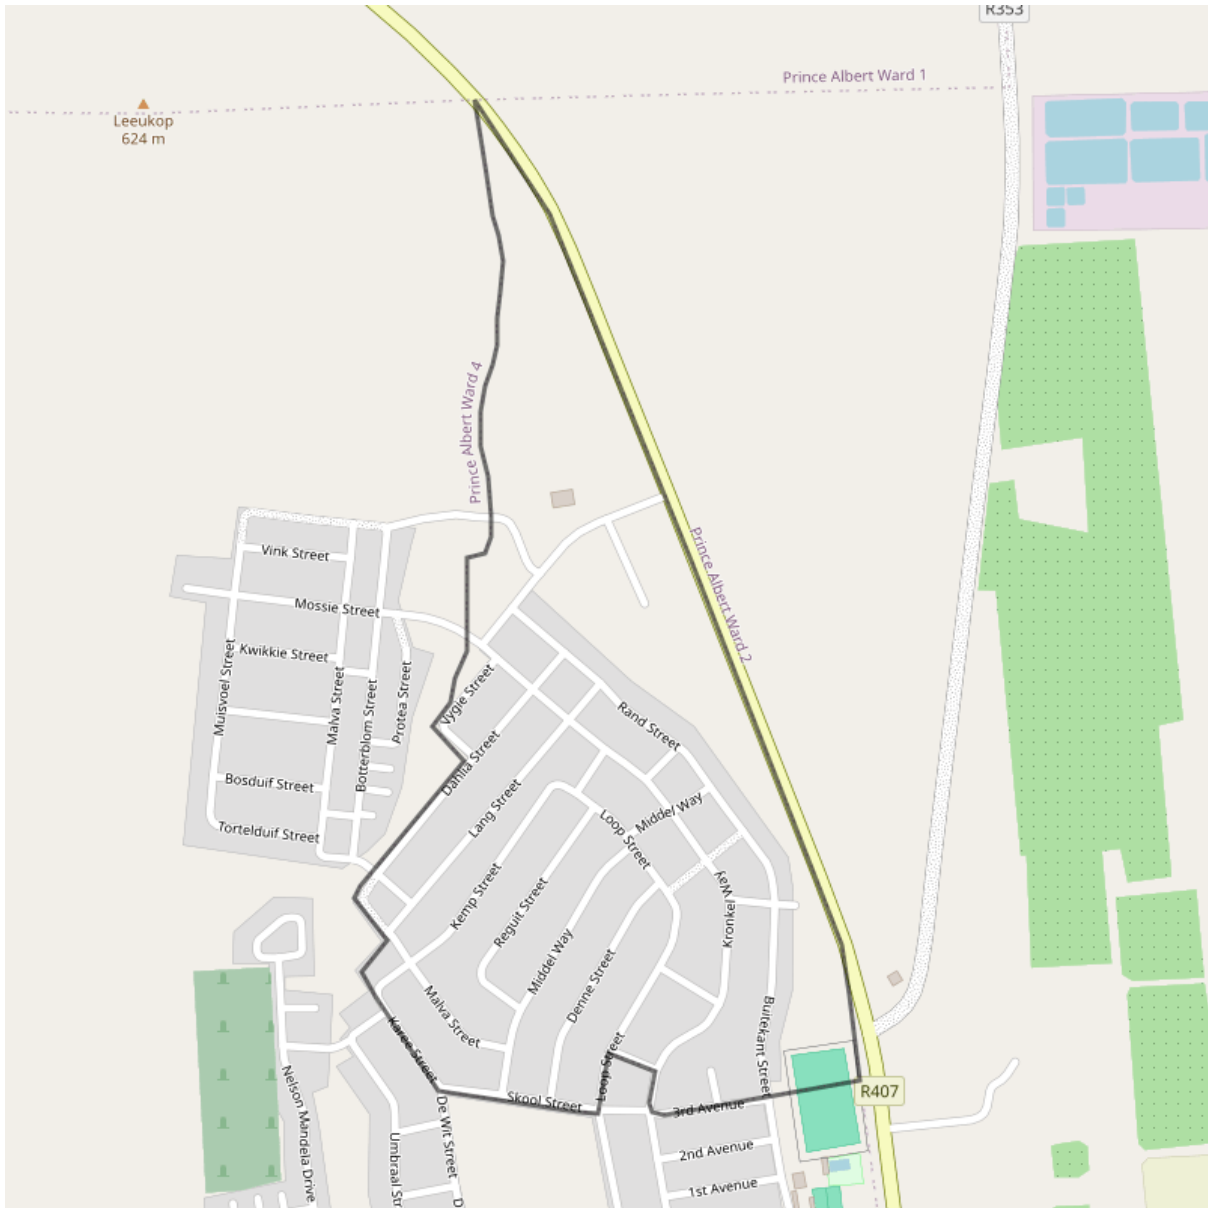 R353
Prince Albert Ward 1
Leeukop
624 m
Prince Albert Ward 4
Prince Albert Ward 2
Vink Street
Mossie Street
Kwikkie Street
Muisvoel Street
Malva Street
Botterblom Street
Protea Street
Vygie Street
Rand Street
Dahlia Street
Lang Street
Bosduif Street
Tortelduif Street
Middel Way
Loop Street
Kemp Street
Reguit Street
Kronkel Way
Middel Way
Denne Street
Malva Street
Buitekant Street
Karee Street
Loop Street
Skool Street
3rd Avenue
R407
Nelson Mandela Drive
De Wit Street
Umbraal Str
2nd Avenue
1st Avenue
D